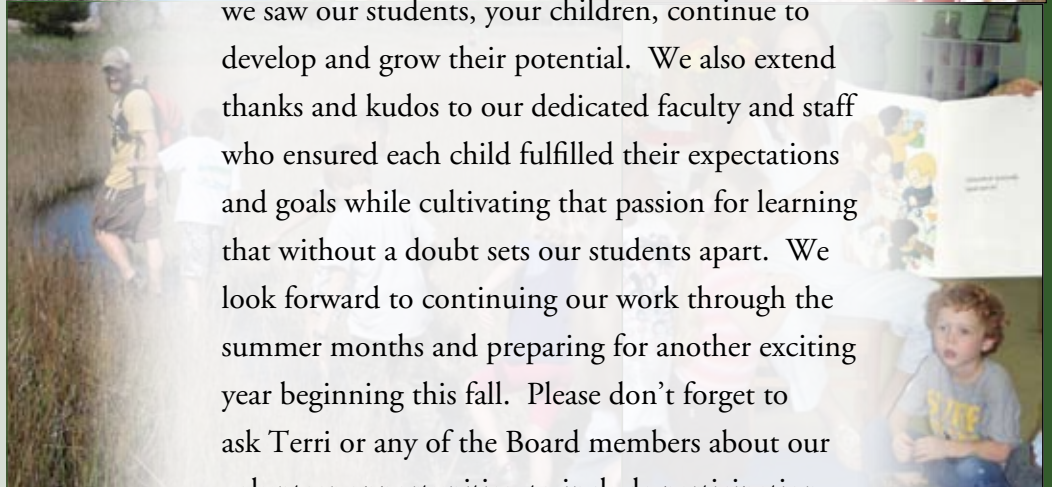 we saw our students, your children, continue to
develop and grow their potential.  We also extend
thanks and kudos to our dedicated faculty and staff
who ensured each child fulfilled their expectations
and goals while cultivating that passion for learning
that without a doubt sets our students apart.  We
look forward to continuing our work through the
summer months and preparing for another exciting
year beginning this fall.  Please don’t forget to
ask Terri or any of the Board members about our